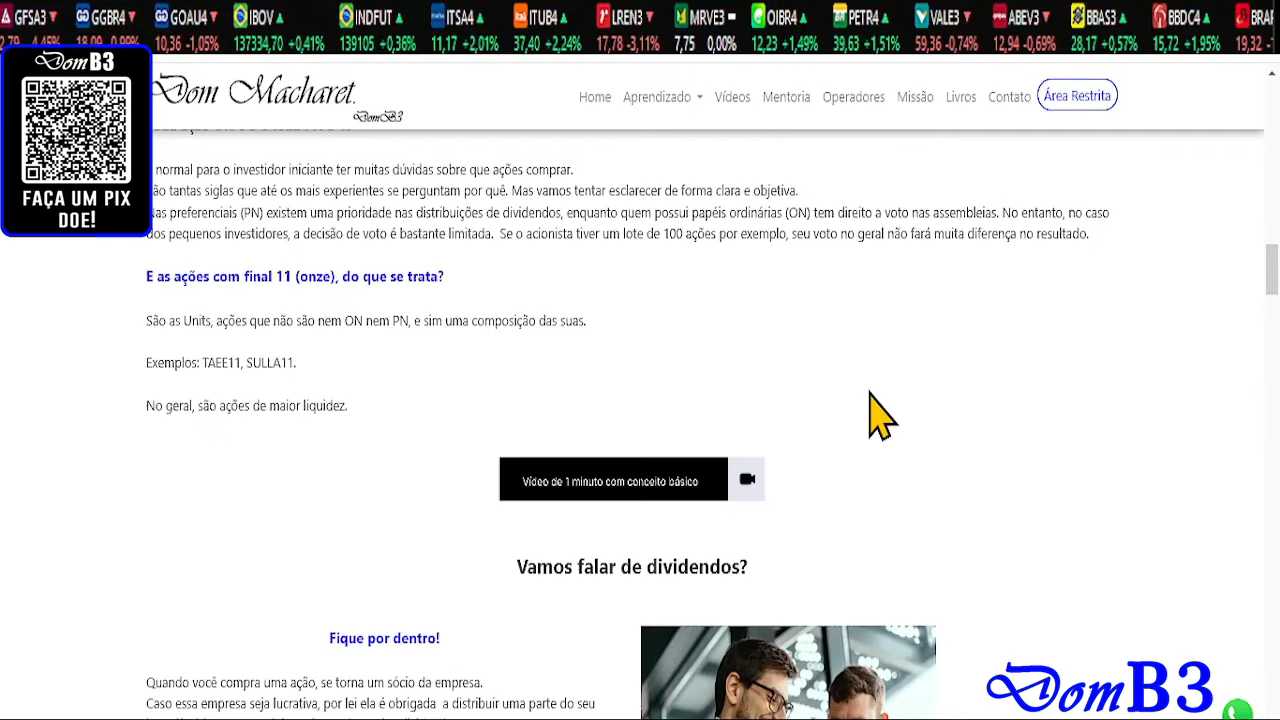 GFSA3 GGBR4 GOAU4 IBOV INDFUT ITSA4 ITUB4 LREN3 MRVE3 OIBR4 PETR4 VALE3 ABEV3 BBAS3 BBDC4
-4,45% 18,09 -0,99% 10,36 -1,05% 137334,70 +0,41% 139105 +0,36% 11,17 +2,01% 37,40 +2,24% 17,78 -3,11% 7,75 0,00% 12,23 +1,49% 39,63 +1,51% 59,36 -0,74% 12,94 -0,69% 28,17 +0,57% 15,72 +1,95% 19,32
DomB3
FAÇA UM PIX
DOE!
Dom Macharet.
DomB3
Home Aprendizado Vídeos Mentoria Operadores Missão Livros Contato Área Restrita
normal para o investidor iniciante ter muitas dúvidas sobre que ações comprar.
tantas siglas que até os mais experientes se perguntam por quê. Mas vamos tentar esclarecer de forma clara e objetiva.
preferenciais (PN) existem uma prioridade nas distribuições de dividendos, enquanto quem possui papéis ordinárias (ON) tem direito a voto nas assembleias. No entanto, no caso
dos pequenos investidores, a decisão de voto é bastante limitada. Se o acionista tiver um lote de 100 ações por exemplo, seu voto no geral não fará muita diferença no resultado.
E as ações com final 11 (onze), do que se trata?
São as Units, ações que não são nem ON nem PN, e sim uma composição das suas.
Exemplos: TAEE11, SULLA11.
No geral, são ações de maior liquidez.
Vídeo de 1 minuto com conceito básico
Vamos falar de dividendos?
Fique por dentro!
Quando você compra uma ação, se torna um sócio da empresa.
Caso essa empresa seja lucrativa, por lei ela é obrigada a distribuir uma parte do seu
DomB3